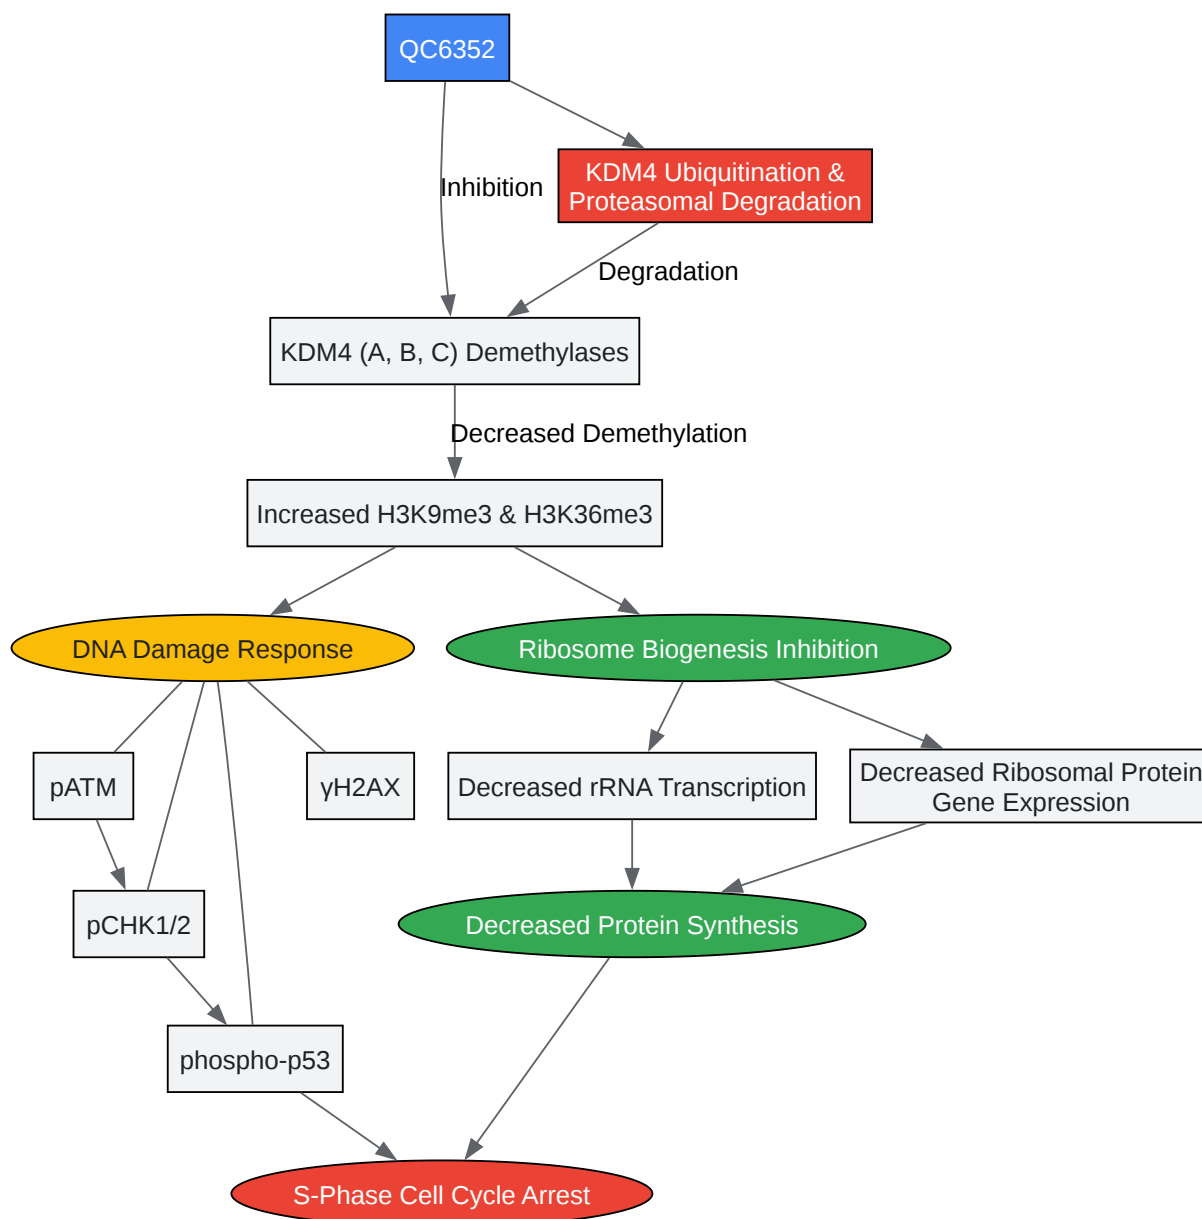 QC6352
KDM4 Ubiquitination &
Proteasomal Degradation
Inhibition
Degradation
KDM4 (A, B, C) Demethylases
Decreased Demethylation
Increased H3K9me3 & H3K36me3
DNA Damage Response
Ribosome Biogenesis Inhibition
pATM
γH2AX
Decreased rRNA Transcription
Decreased Ribosomal Protein
Gene Expression
pCHK1/2
Decreased Protein Synthesis
phospho-p53
S-Phase Cell Cycle Arrest